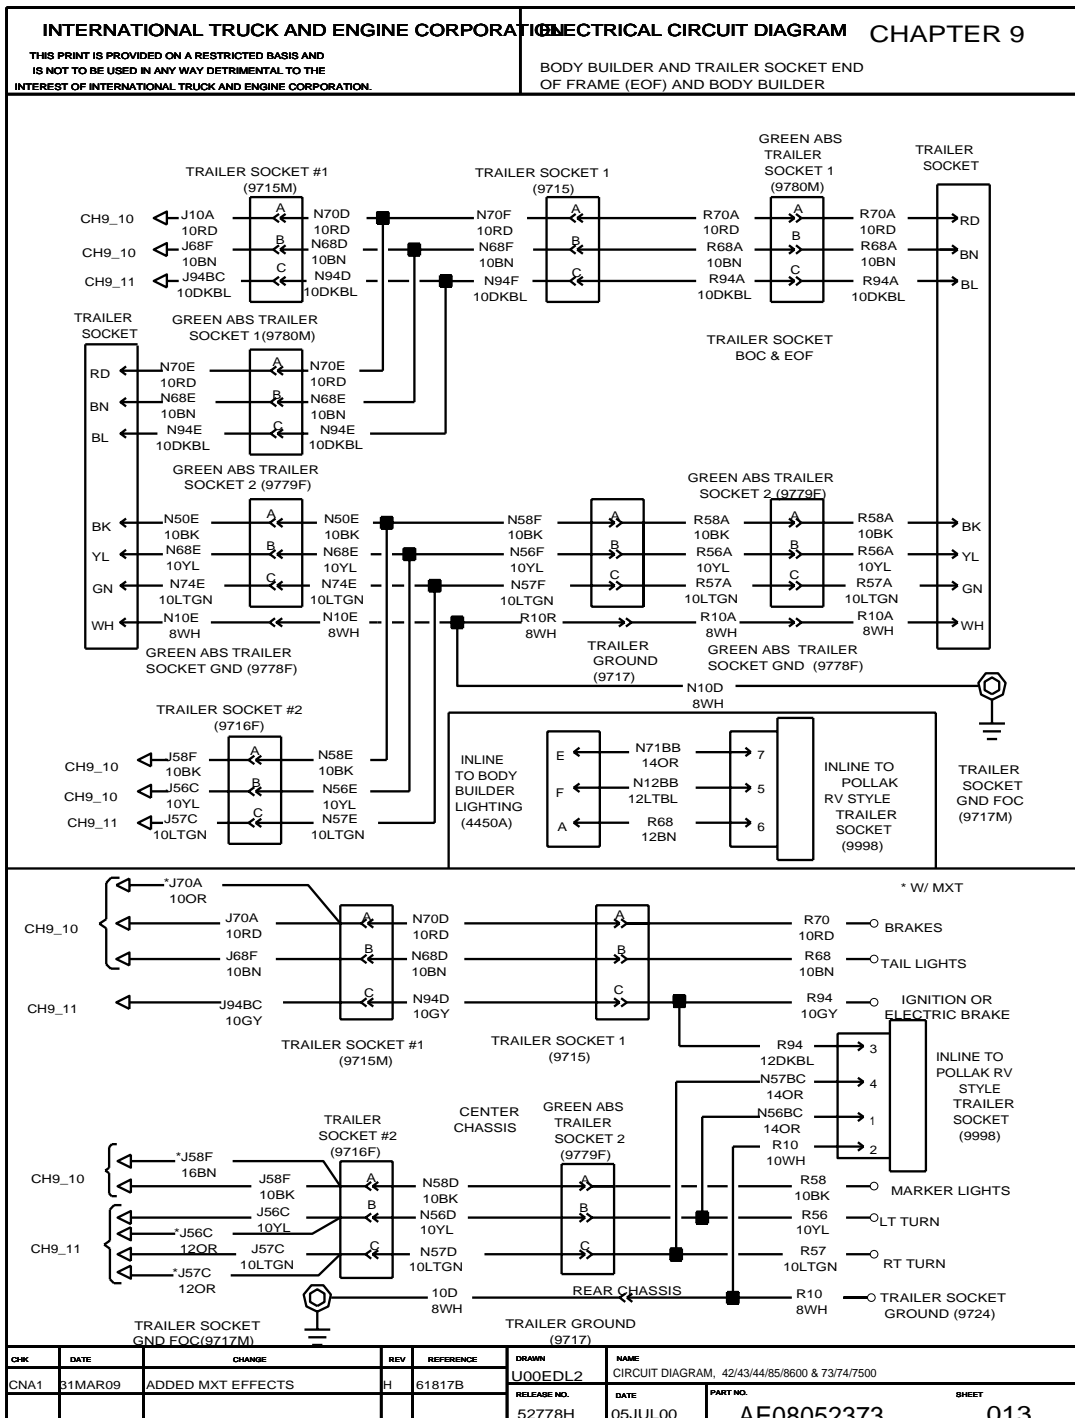 INTERNATIONAL TRUCK AND ENGINE CORPORATION
ELECTRICAL CIRCUIT DIAGRAM
CHAPTER 9
THIS PRINT IS PROVIDED ON A RESTRICTED BASIS AND
IS NOT TO BE USED IN ANY WAY DETRIMENTAL TO THE
INTEREST OF INTERNATIONAL TRUCK AND ENGINE CORPORATION.
BODY BUILDER AND TRAILER SOCKET END
OF FRAME (EOF) AND BODY BUILDER
TRAILER SOCKET #1
(9715M)
TRAILER SOCKET 1
(9715)
GREEN ABS
TRAILER
SOCKET 1
(9780M)
TRAILER
SOCKET
CH9_10 J10A A N70D N70F A R70A A R70A RD
10RD 10RD 10RD 10RD 10RD
CH9_10 J68F B N68D N68F B R68A B R68A BN
10BN 10BN 10BN 10BN 10BN
CH9_11 J94BC C N94D N94F C R94A C R94A BL
10DKBL 10DKBL 10DKBL 10DKBL 10DKBL
TRAILER
SOCKET
GREEN ABS TRAILER
SOCKET 1(9780M)
TRAILER SOCKET
BOC & EOF
RD N70E A N70E
10RD 10RD
BN N68E B N68E
10BN 10BN
BL N94E C N94E
10DKBL 10DKBL
GREEN ABS TRAILER
SOCKET 2 (9779F)
GREEN ABS TRAILER
SOCKET 2 (9779F)
BK N50E A N50E N58F A R58A A R58A BK
10BK 10BK 10BK 10BK 10BK
YL N68E B N68E N56F B R56A B R56A YL
10YL 10YL 10YL 10YL 10YL
GN N74E C N74E N57F C R57A C R57A GN
10LTGN 10LTGN 10LTGN 10LTGN 10LTGN
WH N10E N10E R10R R10A R10A WH
8WH 8WH 8WH 8WH 8WH
GREEN ABS TRAILER
SOCKET GND (9778F)
TRAILER
GROUND
(9717)
GREEN ABS TRAILER
SOCKET GND (9778F)
N10D
8WH
TRAILER SOCKET #2
(9716F)
CH9_10 J58F A N58E
10BK 10BK
CH9_10 J56C B N56E
10YL 10YL
CH9_11 J57C C N57E
10LTGN 10LTGN
INLINE
TO BODY
BUILDER
LIGHTING
(4450A)
E N71BB 7
14OR
F N12BB 5
12LTBL
A R68 6
12BN
INLINE TO
POLLAK
RV STYLE
TRAILER
SOCKET
(9998)
TRAILER
SOCKET
GND FOC
(9717M)
* W/ MXT
*J70A
10OR
CH9_10
J70A A N70D A R70 BRAKES
10RD 10RD 10RD
J68F B N68D B R68 TAIL LIGHTS
10BN 10BN 10BN
CH9_11 J94BC C N94D C R94 IGNITION OR
10GY 10GY 10GY ELECTRIC BRAKE
TRAILER SOCKET #1
(9715M)
TRAILER SOCKET 1
(9715)
R94 3
12DKBL
N57BC 4
14OR
N56BC 1
14OR
R10 2
10WH
INLINE TO
POLLAK RV
STYLE
TRAILER
SOCKET
(9998)
TRAILER
SOCKET #2
(9716F)
CENTER
CHASSIS
GREEN ABS
TRAILER
SOCKET 2
(9779F)
*J58F
16BN
CH9_10
J58F A N58D A R58 MARKER LIGHTS
10BK 10BK 10BK
J56C B N56D B R56 LT TURN
10YL 10YL 10YL
*J56C
12OR
CH9_11
J57C C N57D C R57 RT TURN
10LTGN 10LTGN 10LTGN
*J57C
12OR
10D REAR CHASSIS R10 TRAILER SOCKET
8WH 8WH GROUND (9724)
TRAILER SOCKET
GND FOC(9717M)
TRAILER GROUND
(9717)
CHK DATE CHANGE REV REFERENCE DRAWN NAME
CNA1 31MAR09 ADDED MXT EFFECTS H 61817B U00EDL2 CIRCUIT DIAGRAM, 42/43/44/85/8600 & 73/74/7500
RELEASE NO. DATE PART NO. SHEET
52778H 05JUL00 AE08052373 013